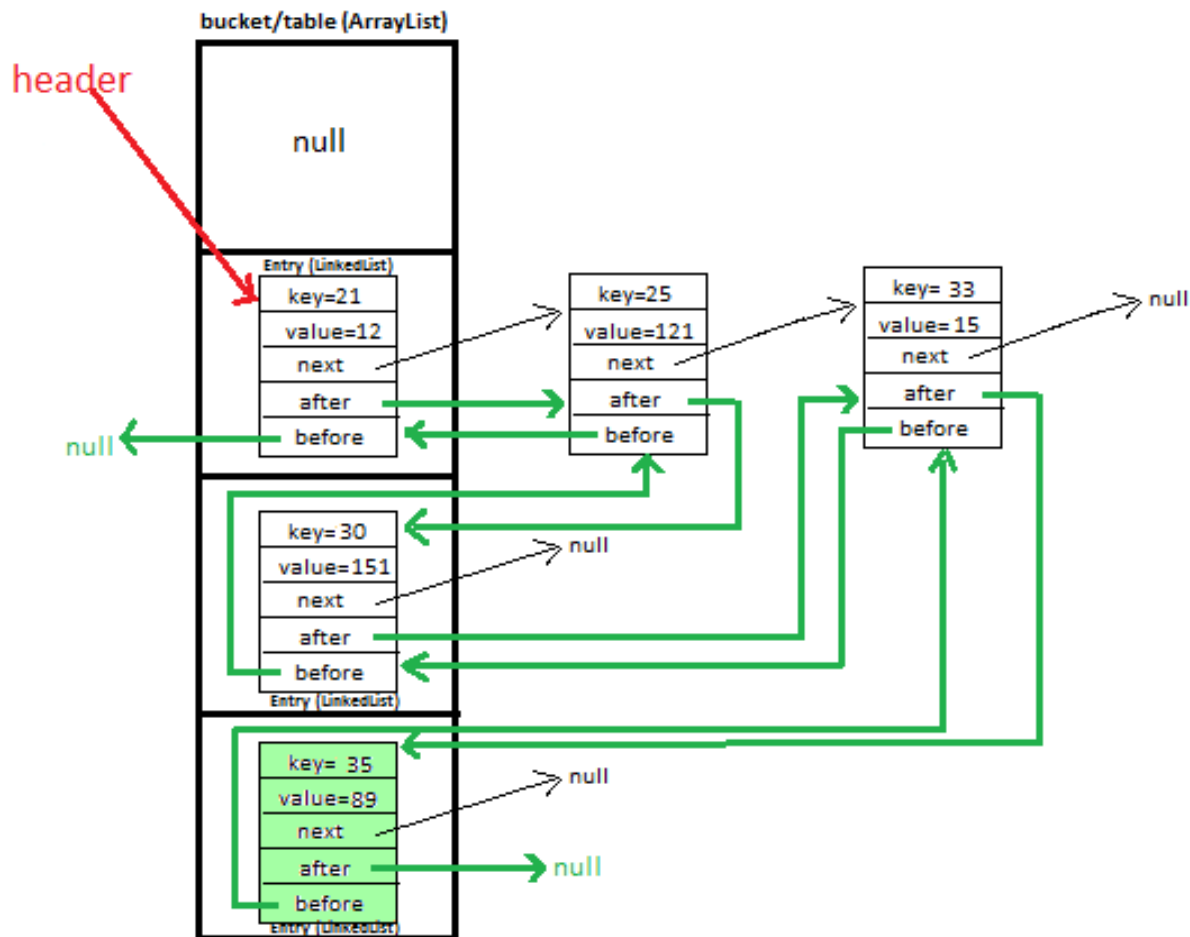 bucket/table (ArrayList)
header
null
Entry (LinkedList)
key=21
value=12
next
after
before
null
key=25
value=121
next
after
before
key= 33
value= 15
next
after
before
null
key= 30
value=151
next
after
before
Entry (LinkedList)
null
key= 35
value=89
next
after
before
Entry (LinkedList)
null
null